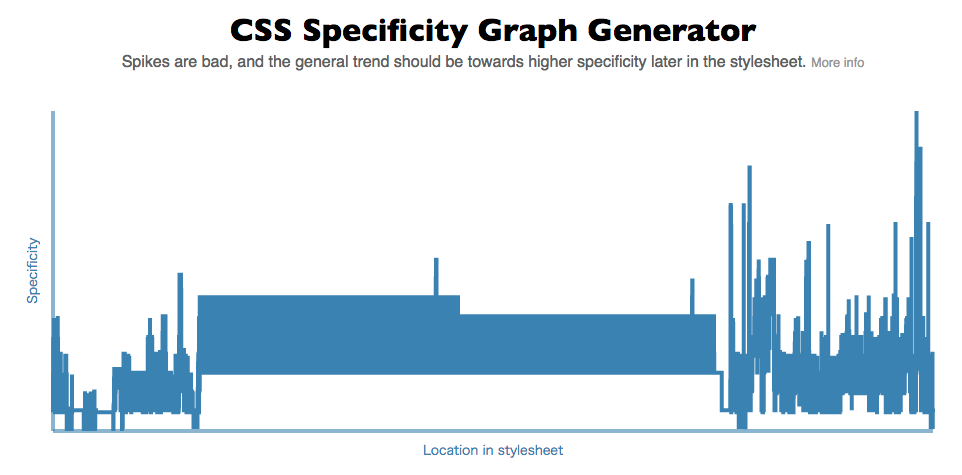 CSS Specificity Graph Generator
Spikes are bad, and the general trend should be towards higher specificity later in the stylesheet. More info
Specificity
Location in stylesheet